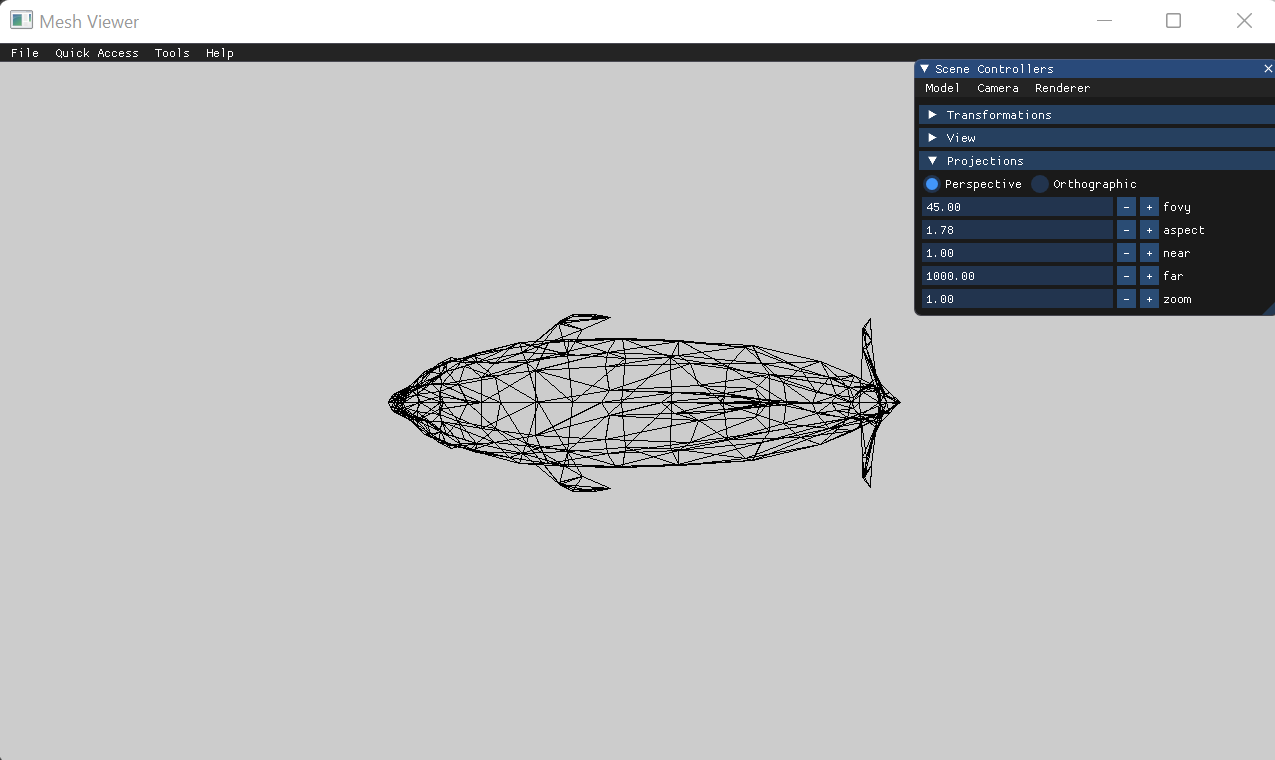 Mesh Viewer
File Quick Access Tools Help
Scene Controllers
Model Camera Renderer
Transformations
View
Projections
Perspective Orthographic
45.00 - + fovy
1.78 - + aspect
1.00 - + near
1000.00 - + far
1.00 - + zoom